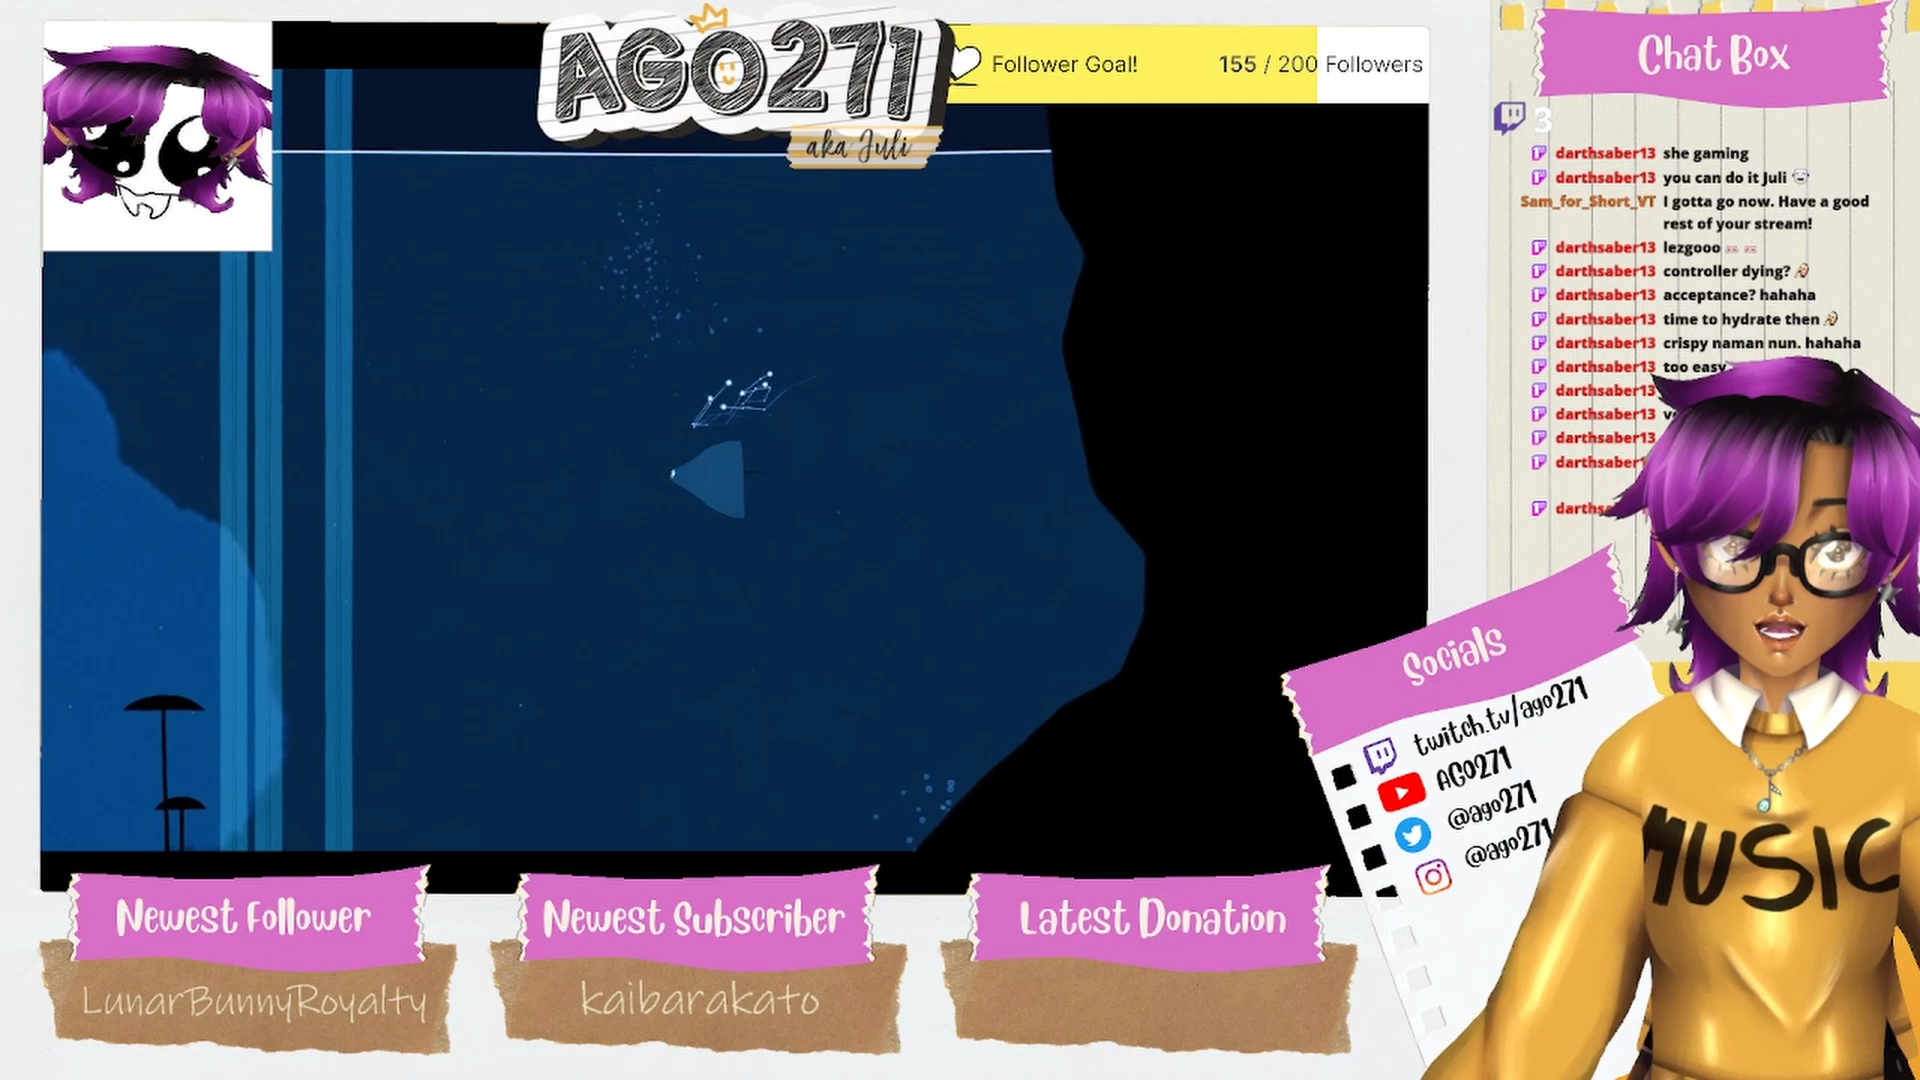 AGO271
aka Juli
Follower Goal!
155 / 200 Followers
Chat Box
3
darthsaber13 she gaming
darthsaber13 you can do it Juli
Sam_for_Short_VT I gotta go now. Have a good
rest of your stream!
darthsaber13 lezgooo
darthsaber13 controller dying?
darthsaber13 acceptance? hahaha
darthsaber13 time to hydrate then
darthsaber13 crispy naman nun. hahaha
darthsaber13 too easy
darthsaber13
darthsaber13
darthsaber13
Socials
twitch.tv/ago271
AGO271
@ago271
@ago271
MUSIC
Newest Follower
LunarBunnyRoyalty
Newest Subscriber
kaibarakato
Latest Donation